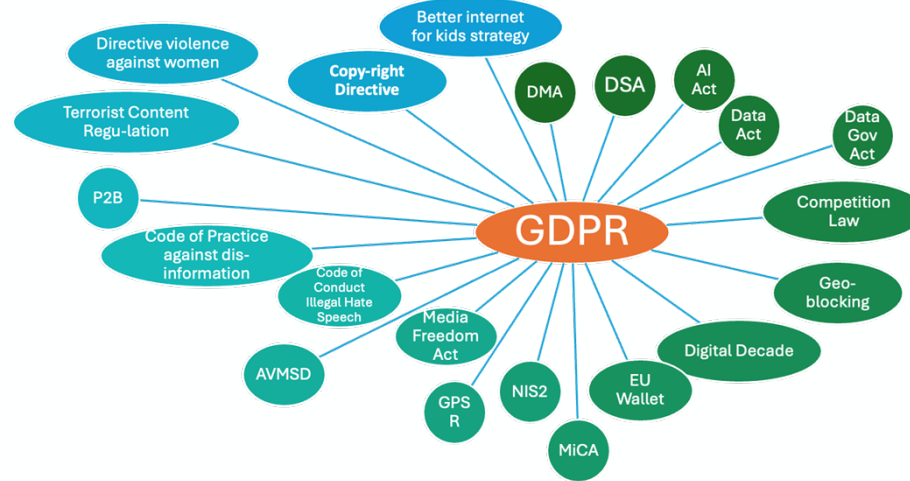 Better internet
for kids strategy
Directive violence
against women
Copy-right
Directive
DMA
DSA
AI
Act
Data
Act
Data
Gov
Act
Terrorist Content
Regu-lation
P2B
Competition
Law
GDPR
Code of Practice
against dis-
information
Code of
Conduct
Illegal Hate
Speech
Geo-
blocking
Media
Freedom
Act
Digital Decade
AVMSD
EU
Wallet
NIS2
GPS
R
MiCA